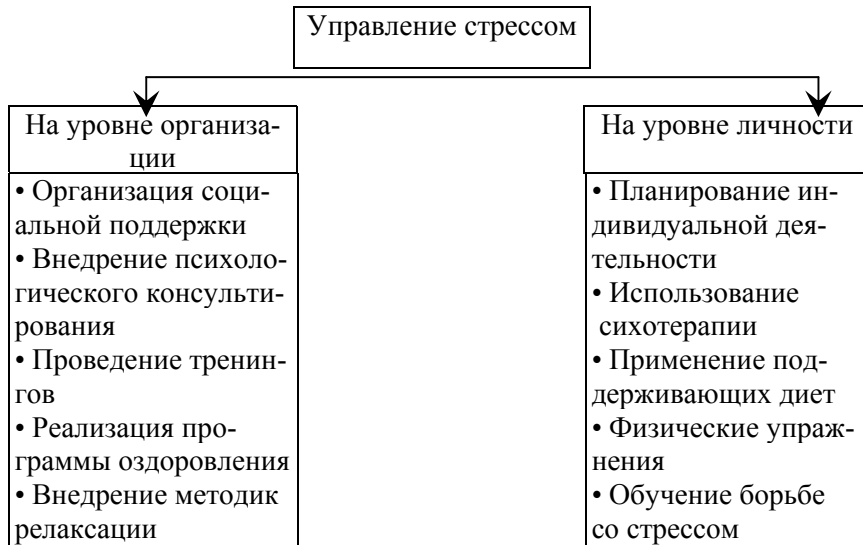 Управление стрессом
На уровне организа-
ции
• Организация соци-
альной поддержки
• Внедрение психоло-
гического консульти-
рования
• Проведение тренин-
гов
• Реализация про-
граммы оздоровления
• Внедрение методик
релаксации
На уровне личности
• Планирование ин-
дивидуальной дея-
тельности
• Использование
сихотерапии
• Применение под-
держивающих диет
• Физические упраж-
нения
• Обучение борьбе
со стрессом